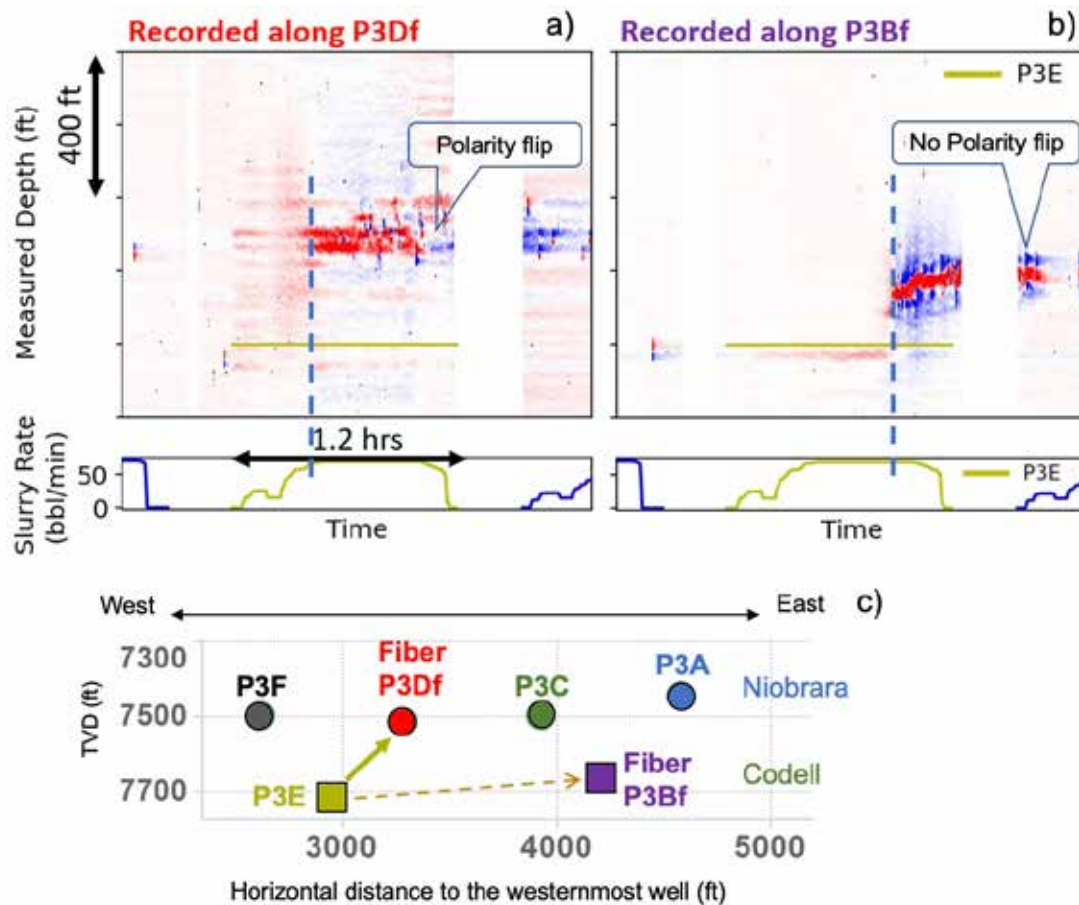 Recorded along P3Df
a)
Recorded along P3Bf
b)
Measured Depth (ft)
400 ft
Polarity flip
P3E
No Polarity flip
Slurry Rate
(bbl/min)
50
0
1.2 hrs
Time
P3E
Time
West
East
c)
TVD (ft)
7300
7500
7700
P3F
Fiber
P3Df
P3C
P3A
Niobrara
P3E
Fiber
P3Bf
Codell
3000
4000
5000
Horizontal distance to the westernmost well (ft)